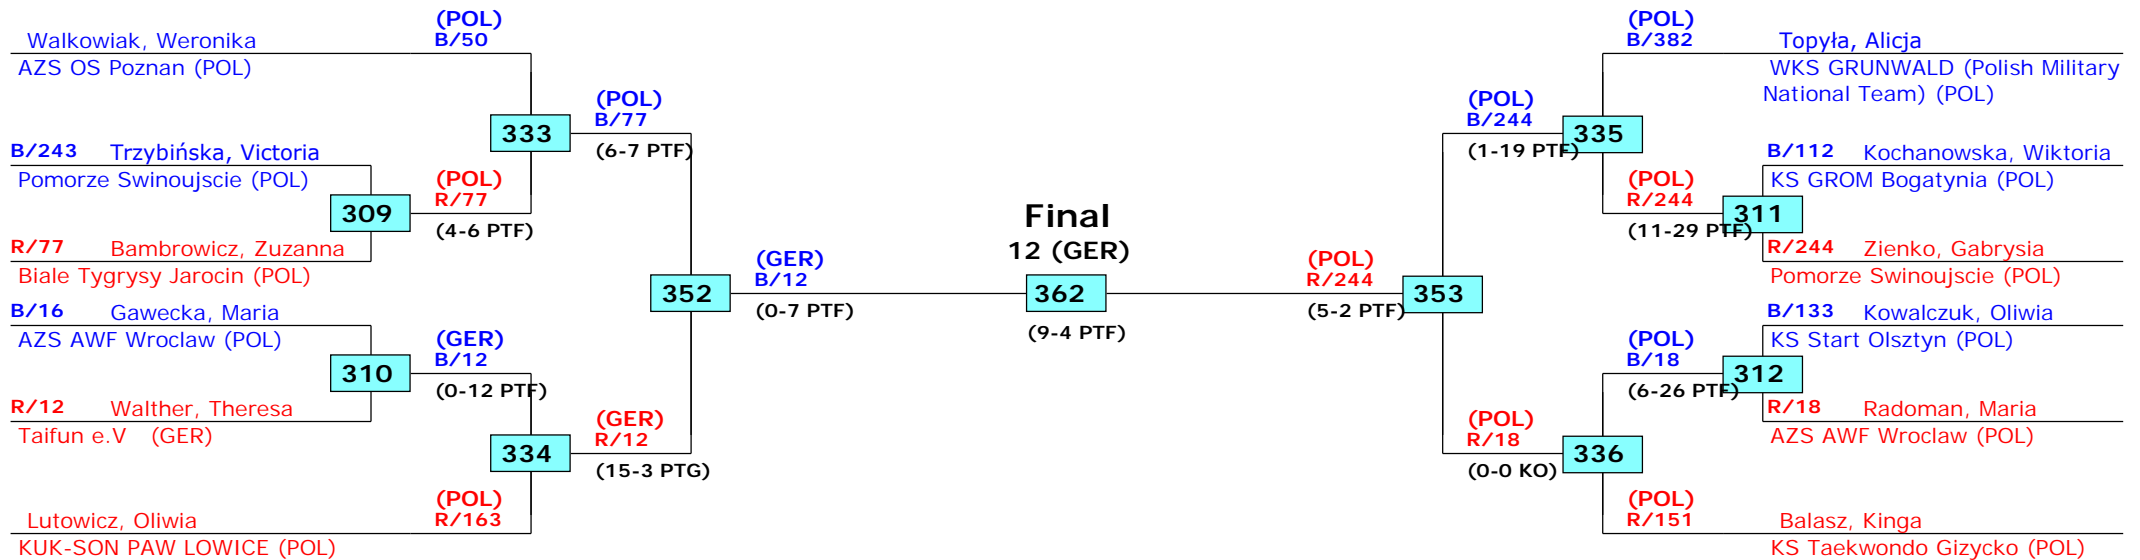 (POL)
B/50
Walkowiak, Weronika
AZS OS Poznan (POL)
333
(POL)
B/77
(6-7 PTF)
B/243 Trzybińska, Victoria
Pomorze Swinoujscie (POL)
309
(POL)
R/77
(4-6 PTF)
R/77 Bambrowicz, Zuzanna
Biale Tygrysy Jarocin (POL)
352
(GER)
B/12
(0-7 PTF)
B/16 Gawecka, Maria
AZS AWF Wroclaw (POL)
310
(GER)
B/12
(0-12 PTF)
R/12 Walther, Theresa
Taifun e.V (GER)
334
(GER)
R/12
(15-3 PTG)
(POL)
R/163
Lutowicz, Oliwia
KUK-SON PAW LOWICE (POL)
Final
12 (GER)
362
(9-4 PTF)
(POL)
R/244
(5-2 PTF)
353
(POL)
B/382
Topyła, Alicja
WKS GRUNWALD (Polish Military
National Team) (POL)
(POL)
B/244
(1-19 PTF)
335
B/112 Kochanowska, Wiktoria
KS GROM Bogatynia (POL)
(POL)
R/244
(11-29 PTF)
311
R/244 Zienko, Gabrysia
Pomorze Swinoujscie (POL)
B/133 Kowalczuk, Oliwia
KS Start Olsztyn (POL)
(POL)
B/18
(6-26 PTF)
312
R/18 Radoman, Maria
AZS AWF Wroclaw (POL)
(POL)
R/18
(0-0 KO)
336
(POL)
R/151
Balasz, Kinga
KS Taekwondo Gizycko (POL)